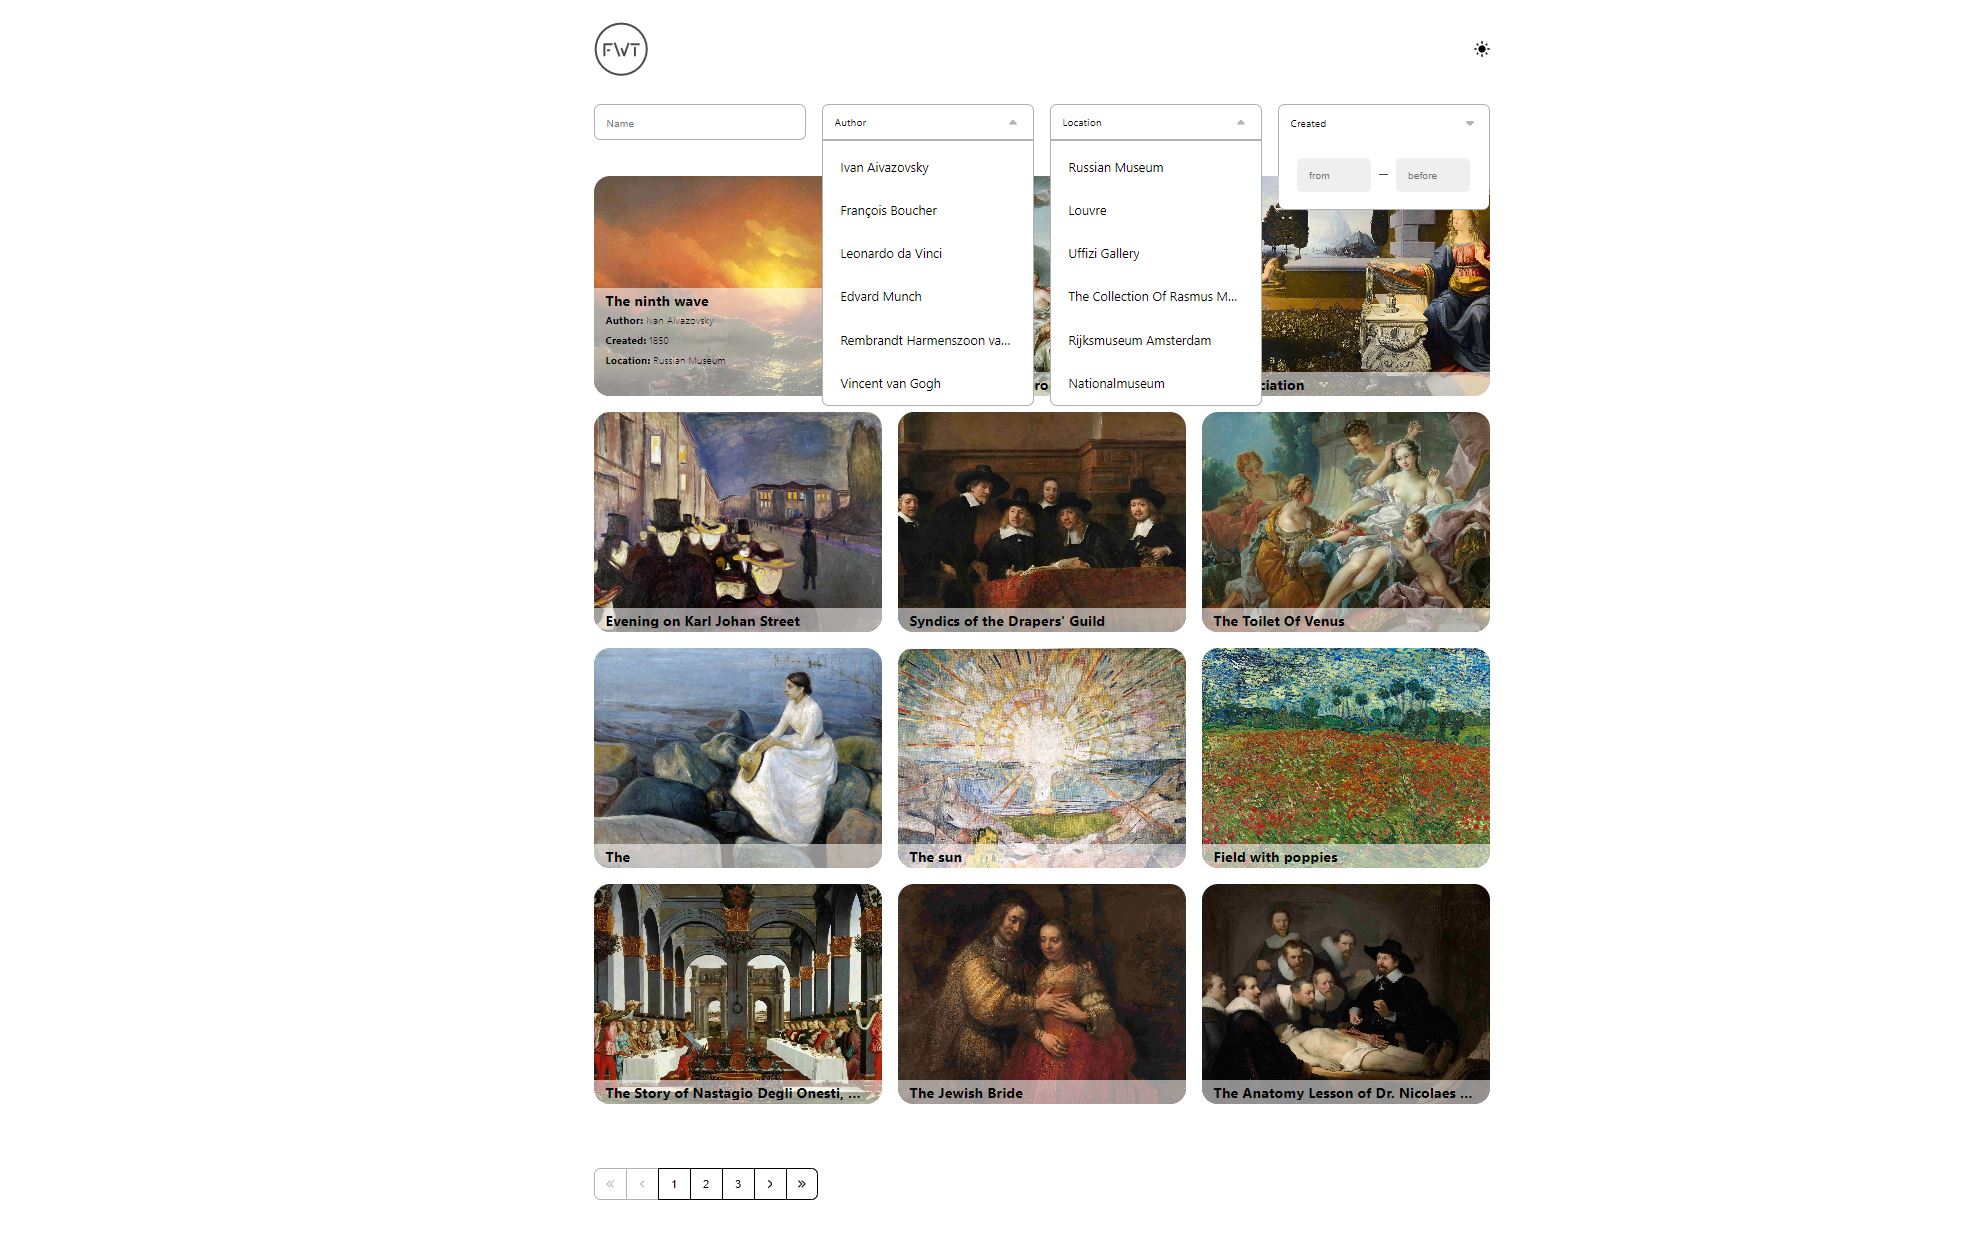 FWT
Name
Author
Location
Created
from
before
Ivan Aivazovsky
François Boucher
Leonardo da Vinci
Edvard Munch
Rembrandt Harmenszoon va...
Vincent van Gogh
Russian Museum
Louvre
Uffizi Gallery
The Collection Of Rasmus M...
Rijksmuseum Amsterdam
Nationalmuseum
The ninth wave
Author: Ivan Aivazovsky
Created: 1850
Location: Russian Museum
ro
ciation
Evening on Karl Johan Street
Syndics of the Drapers' Guild
The Toilet Of Venus
The
The sun
Field with poppies
The Story of Nastagio Degli Onesti, ...
The Jewish Bride
The Anatomy Lesson of Dr. Nicolaes ...
« ‹ 1 2 3 › »